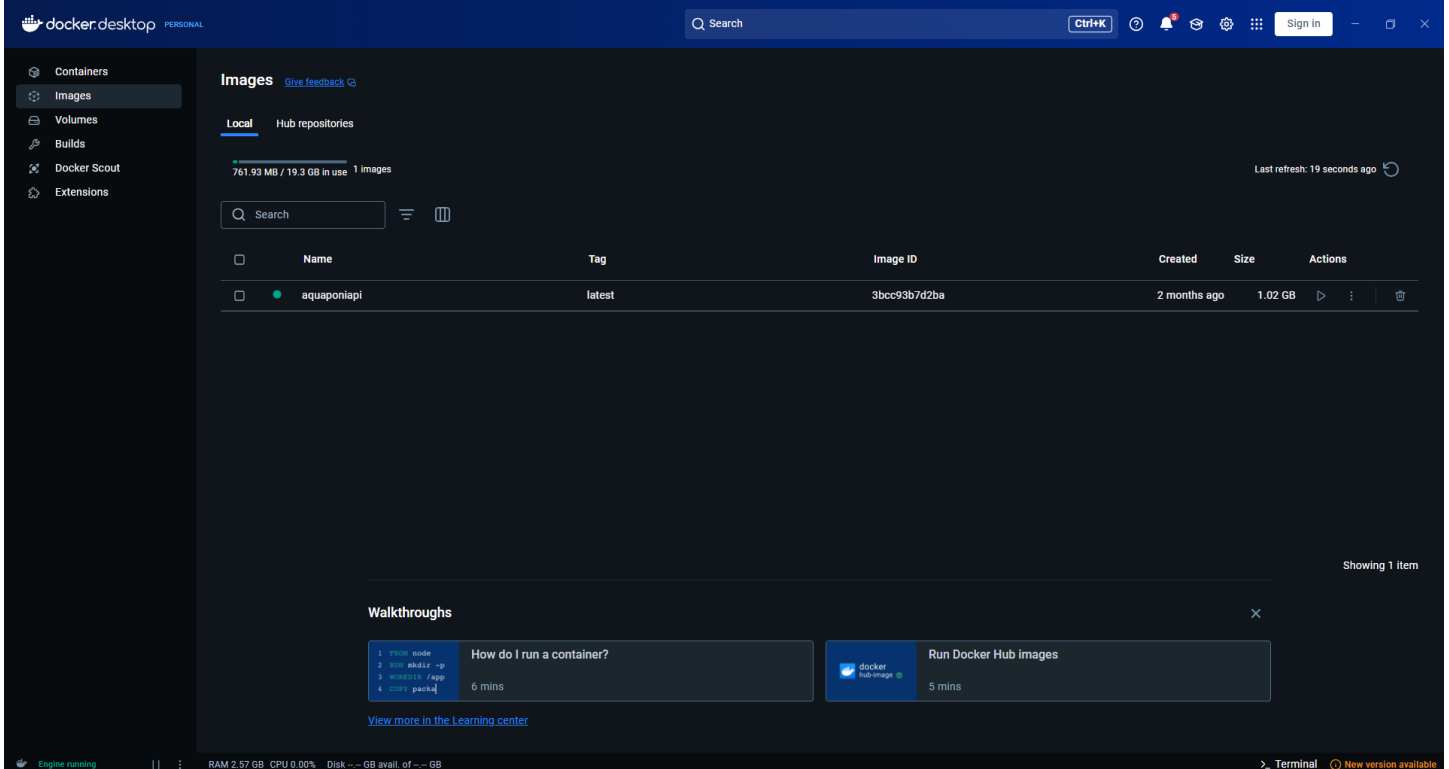 docker.desktop PERSONAL
Search
Ctrl+K
5
Sign in
Containers
Images
Volumes
Builds
Docker Scout
Extensions
Images Give feedback
Local Hub repositories
761.93 MB / 19.3 GB in use 1 images
Last refresh: 19 seconds ago
Search
Name Tag Image ID Created Size Actions
aquaponiapi latest 3bcc93b7d2ba 2 months ago 1.02 GB
Showing 1 item
Walkthroughs
1 FROM node
2 RUN mkdir -p
3 WORKDIR /app
4 COPY packa
How do I run a container?
6 mins
docker
hub-image
Run Docker Hub images
5 mins
View more in the Learning center
Engine running RAM 2.57 GB CPU 0.00% Disk --.-- GB avail. of --.-- GB >_ Terminal New version available